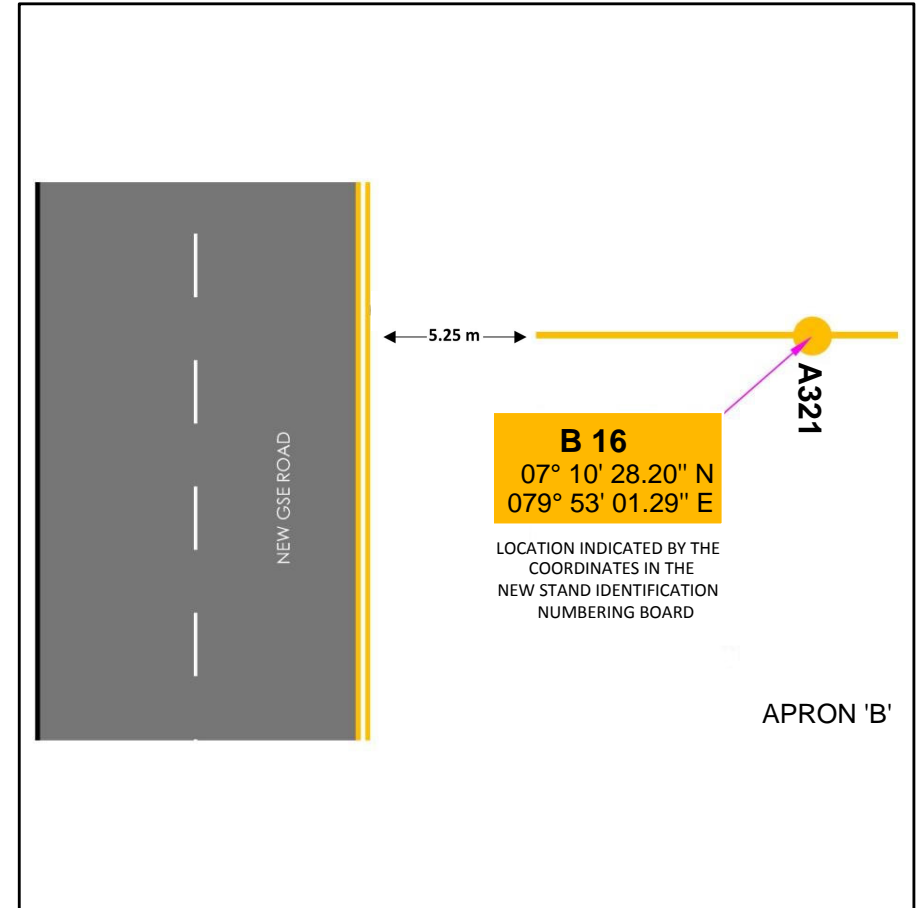 5.25 m
A321
B 16
07° 10' 28.20" N
079° 53' 01.29" E
NEW GSE ROAD
LOCATION INDICATED BY THE
COORDINATES IN THE
NEW STAND IDENTIFICATION
NUMBERING BOARD
APRON 'B'